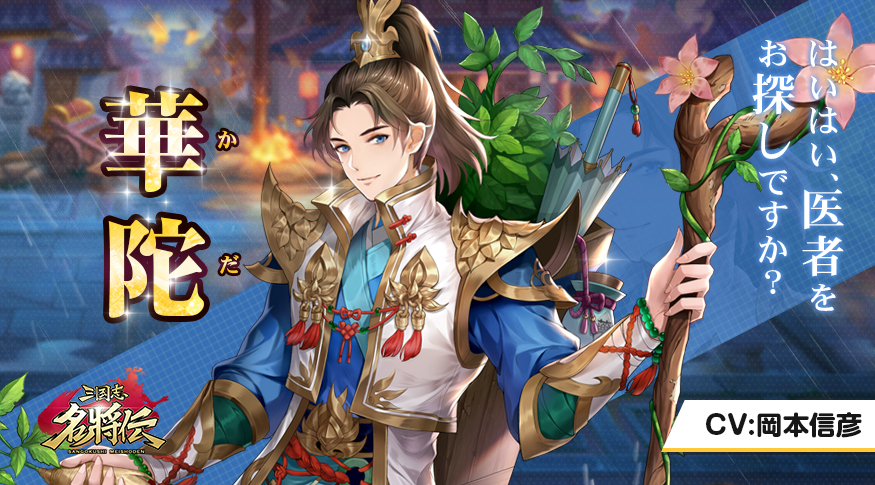 華陀
かだ
はいはい、医者を
お探しですか?
三国志
名将伝
SANGOKUSHI MEISHODEN
CV:岡本信彦